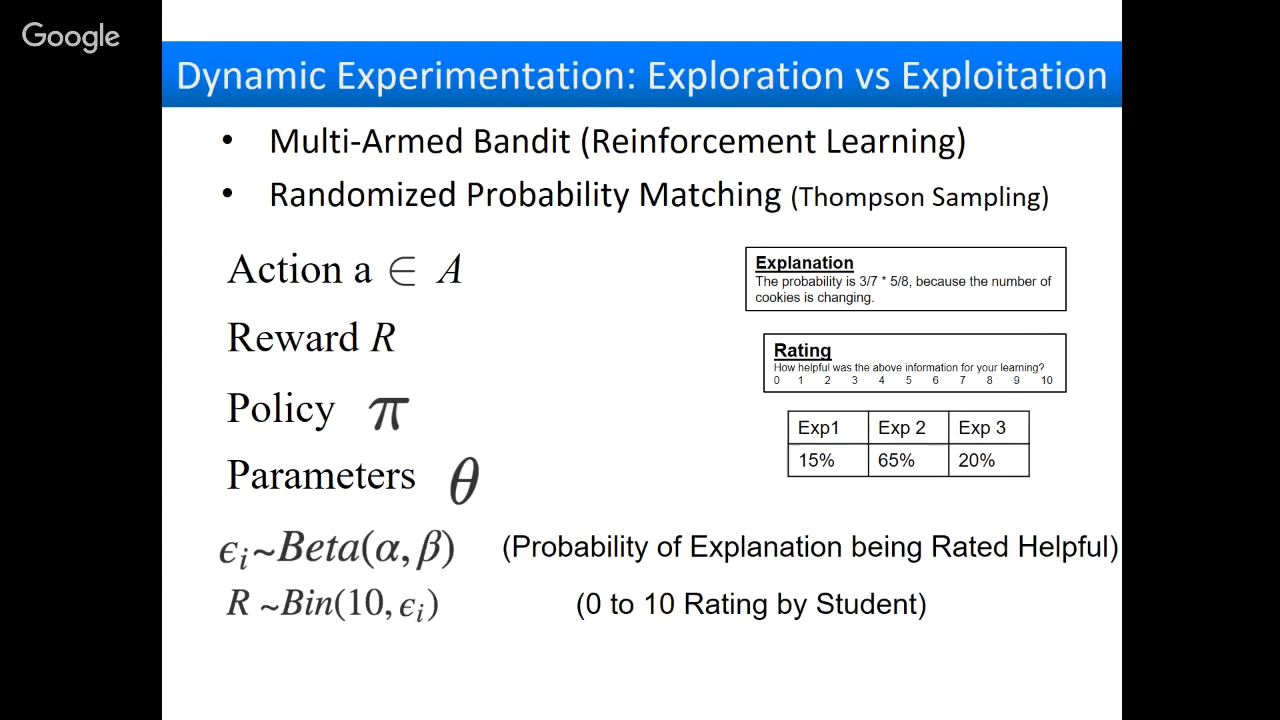 Google
Dynamic Experimentation: Exploration vs Exploitation
• Multi-Armed Bandit (Reinforcement Learning)
• Randomized Probability Matching (Thompson Sampling)
Action a ∈ A
Explanation
The probability is 3/7 * 5/8, because the number of
cookies is changing.
Reward R
Rating
How helpful was the above information for your learning?
0 1 2 3 4 5 6 7 8 9 10
Policy π
Exp1 Exp 2 Exp 3
15% 65% 20%
Parameters θ
ϵᵢ~Beta(α, β) (Probability of Explanation being Rated Helpful)
R ~Bin(10, ϵᵢ) (0 to 10 Rating by Student)